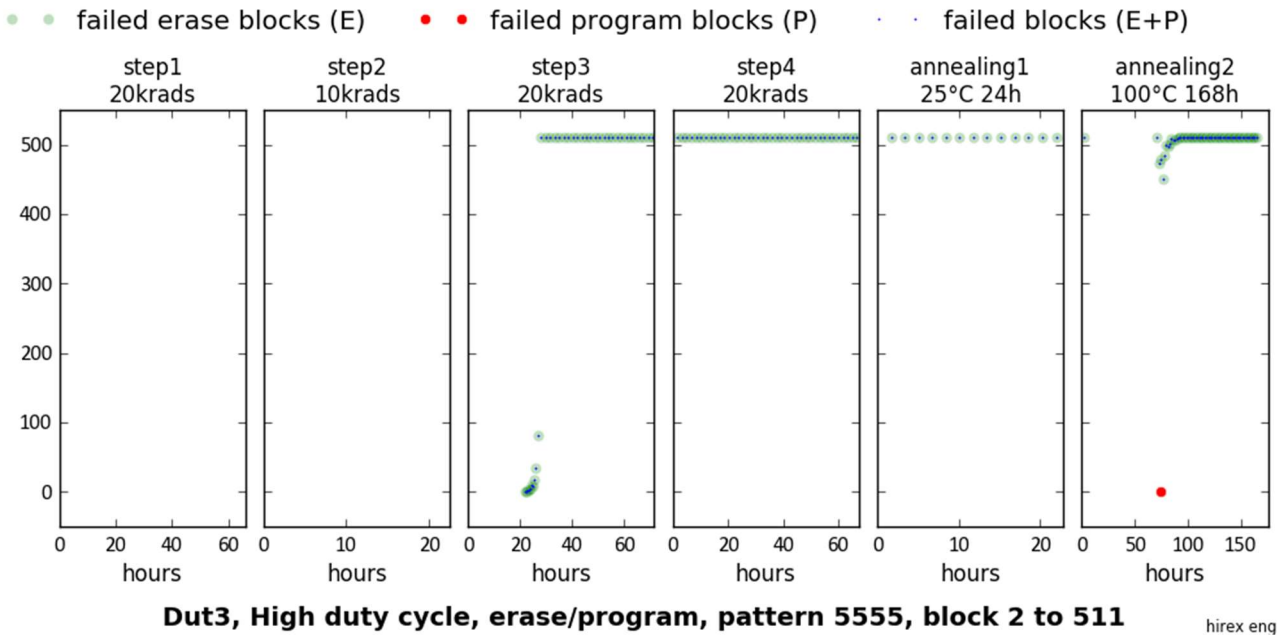 failed erase blocks (E) failed program blocks (P) failed blocks (E+P)
step1 step2 step3 step4 annealing1 annealing2
20krads 10krads 20krads 20krads 25°C 24h 100°C 168h
500
400
300
200
100
0
0 20 40 60 0 10 20 0 20 40 60 0 20 40 60 0 10 20 0 50 100 150
hours hours hours hours hours hours
Dut3, High duty cycle, erase/program, pattern 5555, block 2 to 511
hirex eng